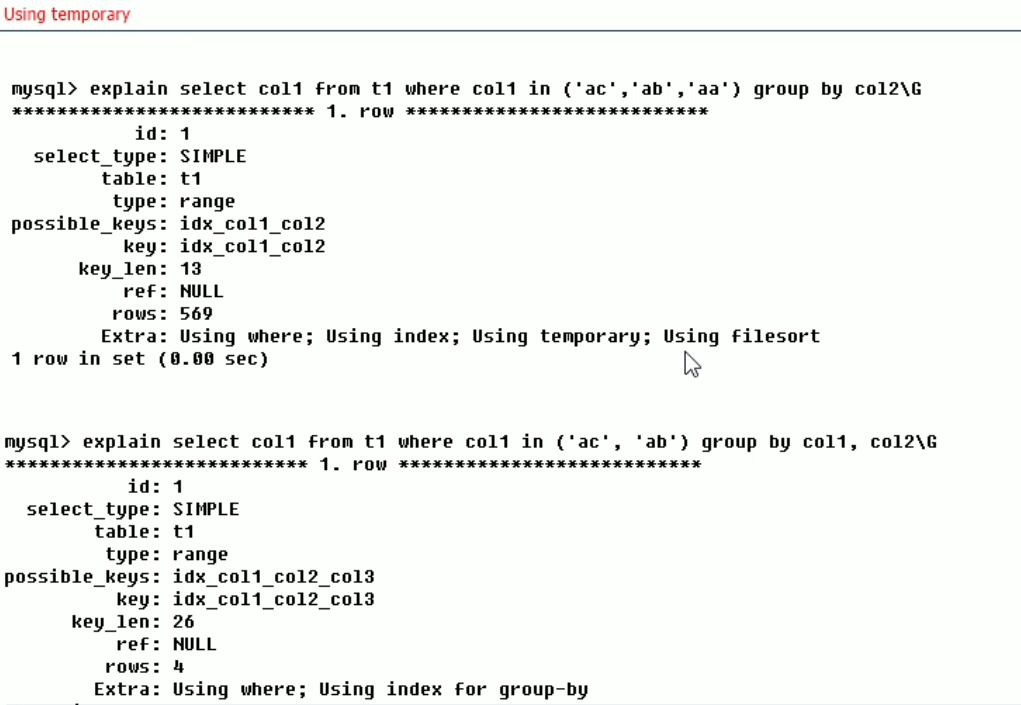 Using temporary
mysql> explain select col1 from t1 where col1 in ('ac','ab','aa') group by col2\G
*************************** 1. row ***************************
id: 1
select_type: SIMPLE
table: t1
type: range
possible_keys: idx_col1_col2
key: idx_col1_col2
key_len: 13
ref: NULL
rows: 569
Extra: Using where; Using index; Using temporary; Using filesort
1 row in set (0.00 sec)
mysql> explain select col1 from t1 where col1 in ('ac', 'ab') group by col1, col2\G
*************************** 1. row ***************************
id: 1
select_type: SIMPLE
table: t1
type: range
possible_keys: idx_col1_col2_col3
key: idx_col1_col2_col3
key_len: 26
ref: NULL
rows: 4
Extra: Using where; Using index for group-by